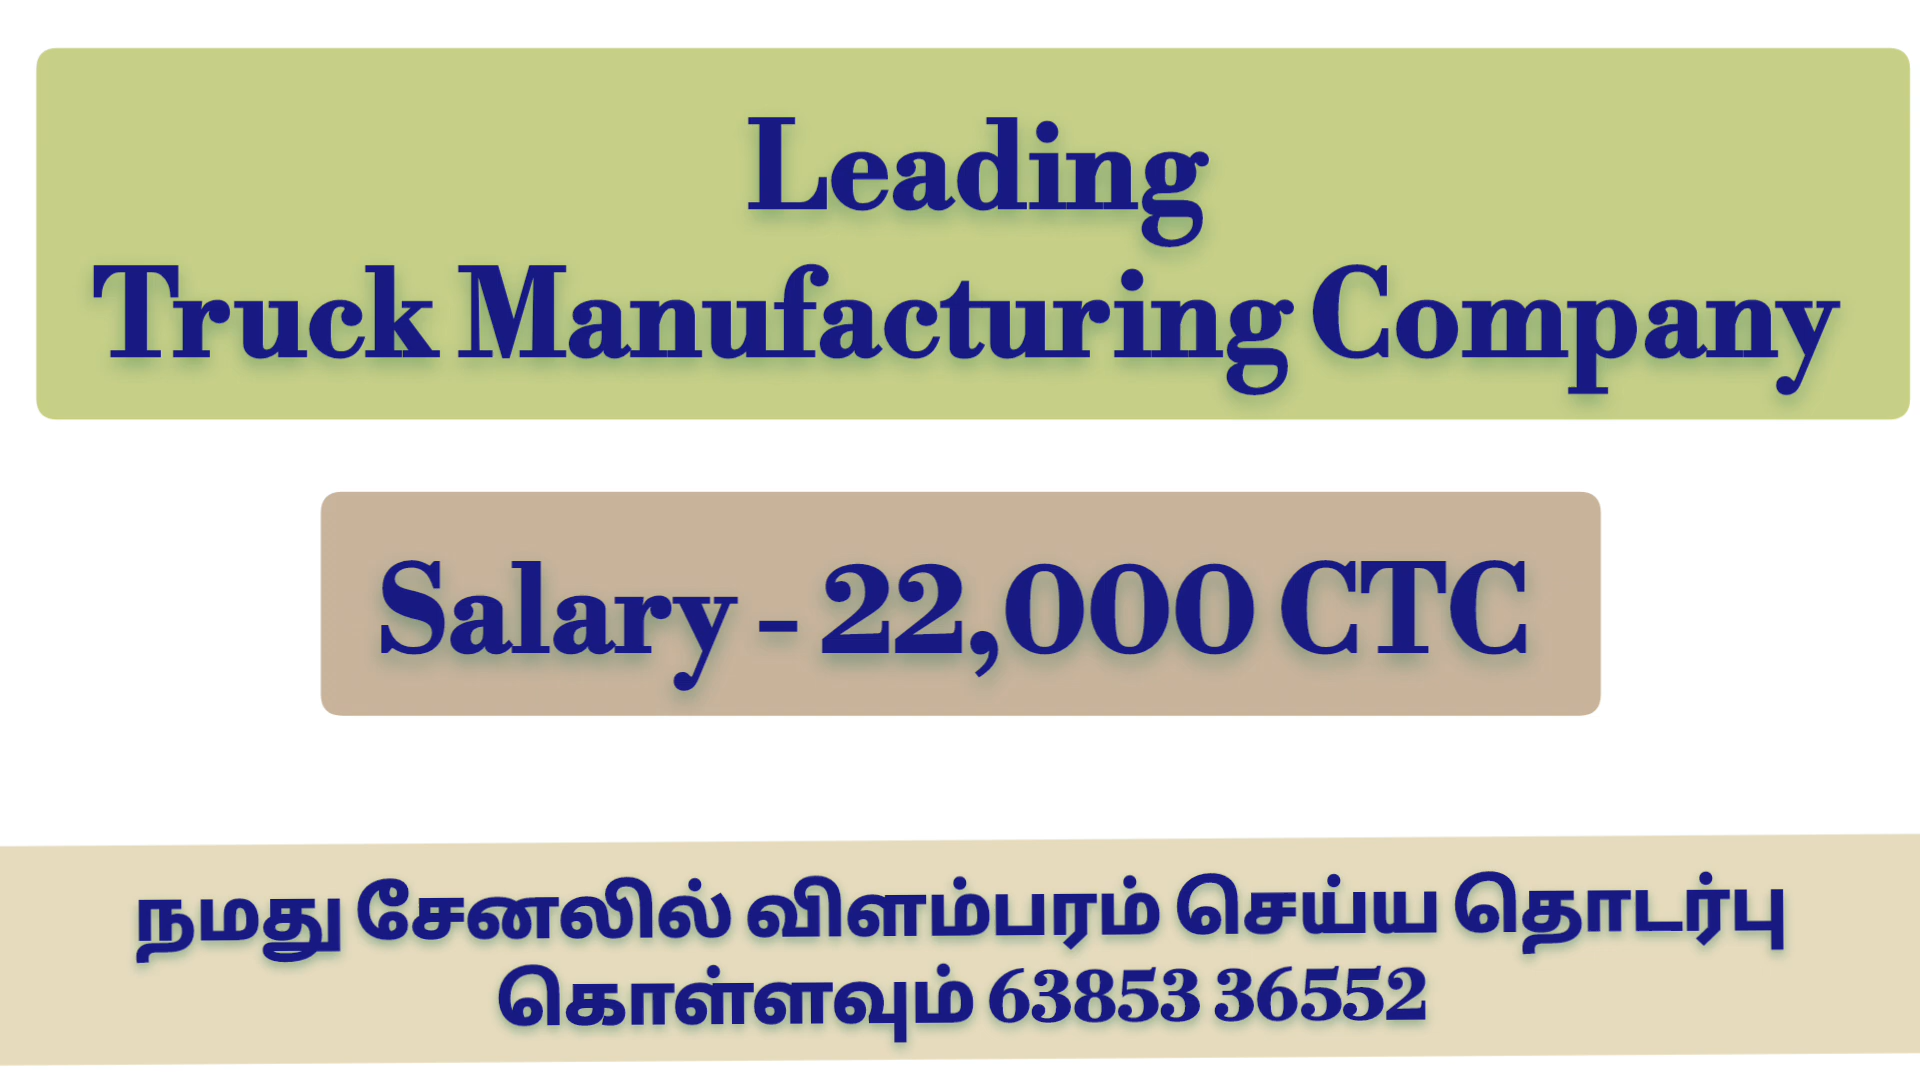 Leading
Truck Manufacturing Company
Salary - 22,000 CTC
நமது சேனலில் விளம்பரம் செய்ய தொடர்பு
கொள்ளவும் 63853 36552